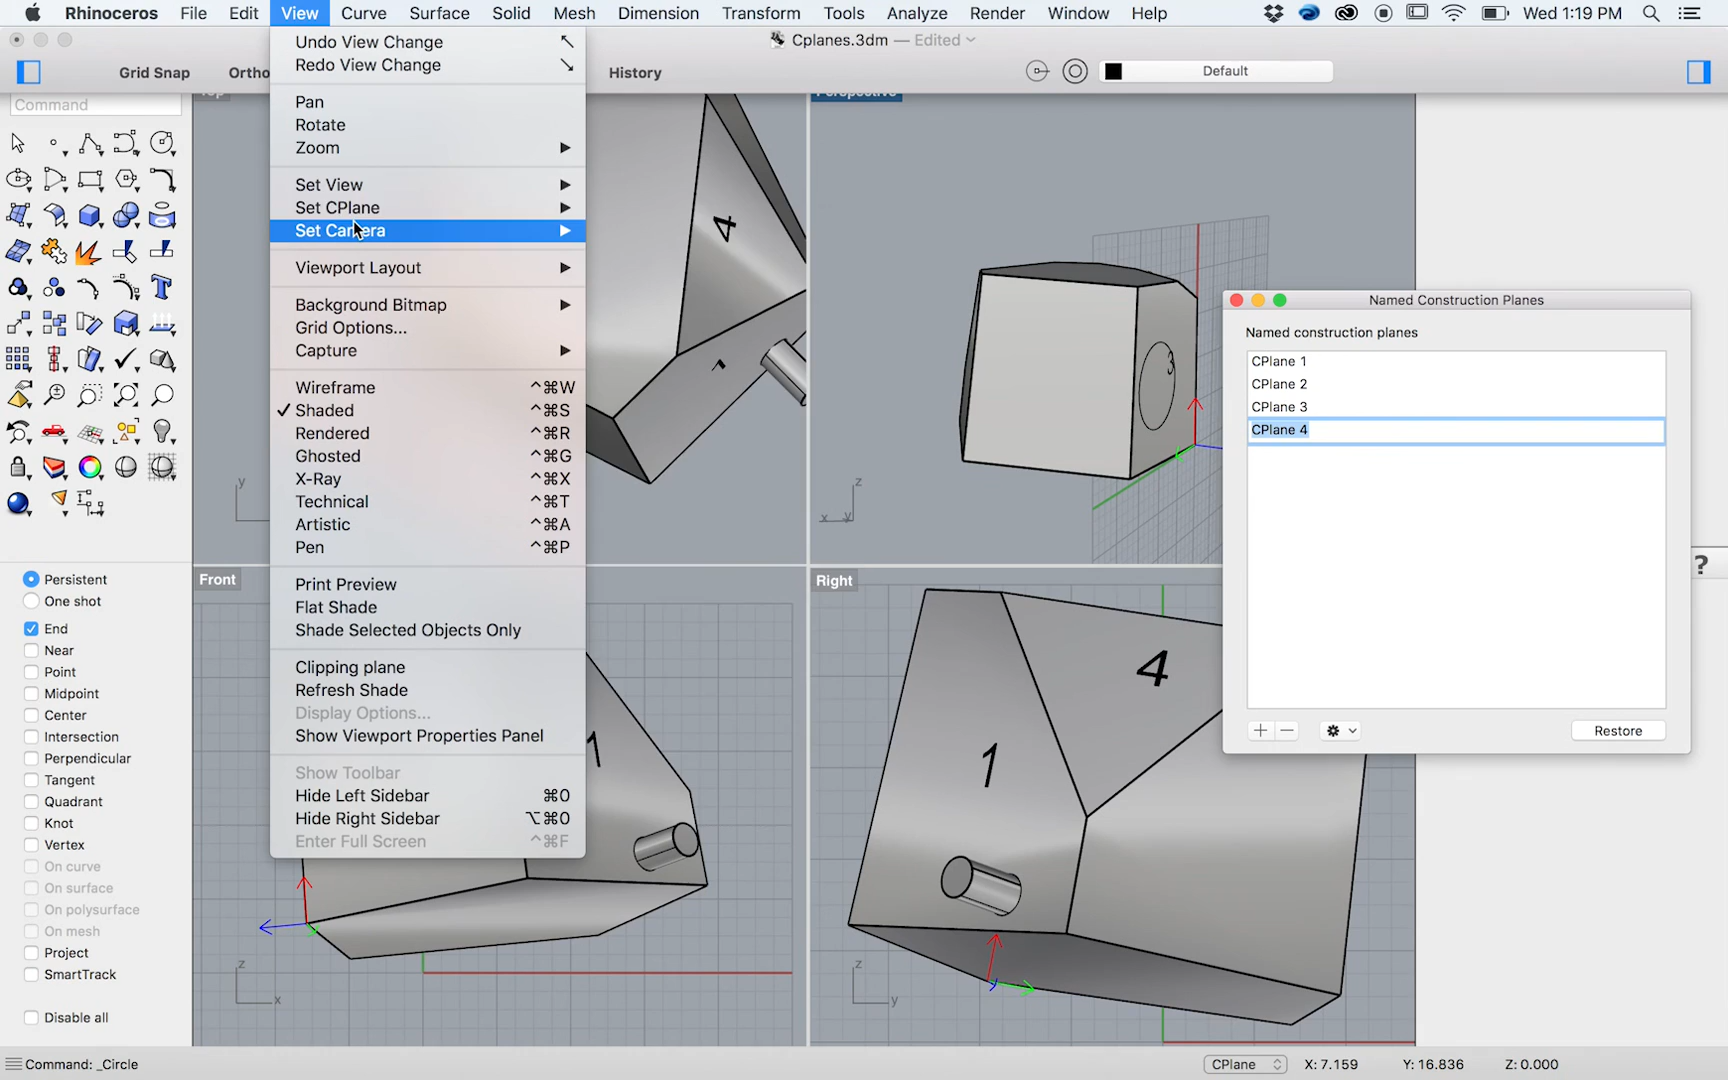 Rhinoceros File Edit View Curve Surface Solid Mesh Dimension Transform Tools Analyze Render Window Help Wed 1:19 PM
Cplanes.3dm — Edited
Grid Snap Ortho History Default
Command
Top
Perspective
Front
Right
Undo View Change
Redo View Change
Pan
Rotate
Zoom
Set View
Set CPlane
Set Camera
Viewport Layout
Background Bitmap
Grid Options...
Capture
Wireframe ^⌘W
✓ Shaded ^⌘S
Rendered ^⌘R
Ghosted ^⌘G
X-Ray ^⌘X
Technical ^⌘T
Artistic ^⌘A
Pen ^⌘P
Print Preview
Flat Shade
Shade Selected Objects Only
Clipping plane
Refresh Shade
Display Options...
Show Viewport Properties Panel
Show Toolbar
Hide Left Sidebar ⌘0
Hide Right Sidebar ⌥⌘0
Enter Full Screen ^⌘F
4
1
y
3
z
x y
1
z
x
4
1
z
y
Named Construction Planes
Named construction planes
CPlane 1
CPlane 2
CPlane 3
CPlane 4
Restore
?
Persistent
One shot
End
Near
Point
Midpoint
Center
Intersection
Perpendicular
Tangent
Quadrant
Knot
Vertex
On curve
On surface
On polysurface
On mesh
Project
SmartTrack
Disable all
Command: _Circle
CPlane X: 7.159 Y: 16.836 Z: 0.000